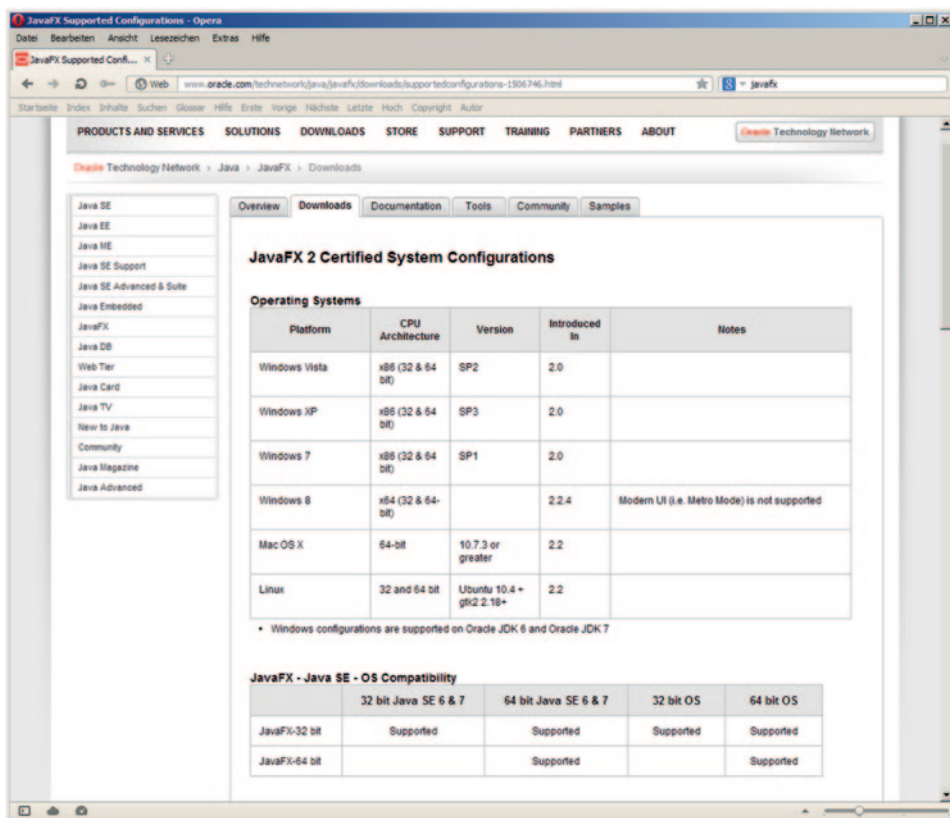 JavaFX Supported Configurations - Opera
Datei Bearbeiten Ansicht Lesezeichen Extras Hilfe
JavaFX Supported Confi...
Web www.oracle.com/technetwork/java/javafx/downloads/supportedconfigurations-1506746.html javafx
Startseite Index Inhalte Suchen Glossar Hilfe Erste Vorige Nächste Letzte Hoch Copyright Autor
PRODUCTS AND SERVICES SOLUTIONS DOWNLOADS STORE SUPPORT TRAINING PARTNERS ABOUT Oracle Technology Network
Oracle Technology Network > Java > JavaFX > Downloads
Java SE
Java EE
Java ME
Java SE Support
Java SE Advanced & Suite
Java Embedded
JavaFX
Java DB
Web Tier
Java Card
Java TV
New to Java
Community
Java Magazine
Java Advanced
Overview Downloads Documentation Tools Community Samples
JavaFX 2 Certified System Configurations
Operating Systems
Platform CPU Architecture Version Introduced In Notes
Windows Vista x86 (32 & 64 bit) SP2 2.0
Windows XP x86 (32 & 64 bit) SP3 2.0
Windows 7 x86 (32 & 64 bit) SP1 2.0
Windows 8 x64 (32 & 64-bit) 2.2.4 Modern UI (i.e. Metro Mode) is not supported
Mac OS X 64-bit 10.7.3 or greater 2.2
Linux 32 and 64 bit Ubuntu 10.4 + gtk2 2.18+ 2.2
• Windows configurations are supported on Oracle JDK 6 and Oracle JDK 7
JavaFX - Java SE - OS Compatibility
32 bit Java SE 6 & 7 64 bit Java SE 6 & 7 32 bit OS 64 bit OS
JavaFX-32 bit Supported Supported Supported Supported
JavaFX-64 bit Supported Supported